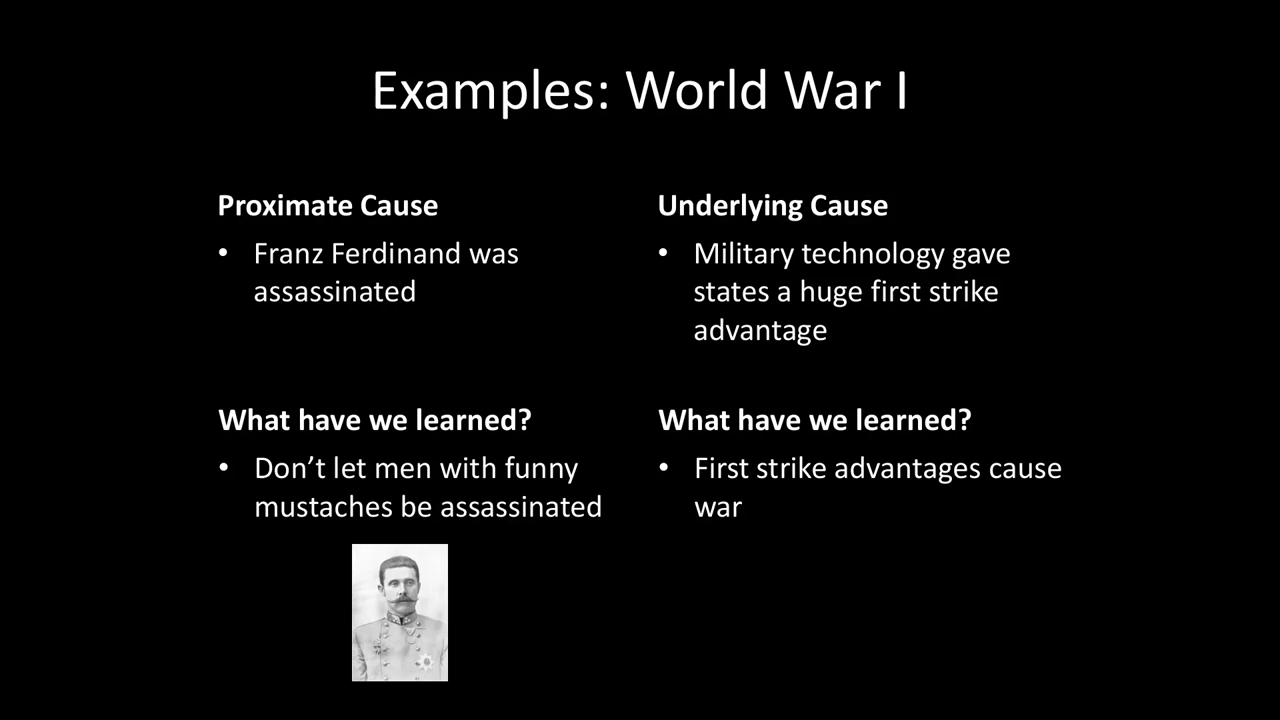 Examples: World War I
Proximate Cause
• Franz Ferdinand was
assassinated
Underlying Cause
• Military technology gave
states a huge first strike
advantage
What have we learned?
• Don’t let men with funny
mustaches be assassinated
What have we learned?
• First strike advantages cause
war